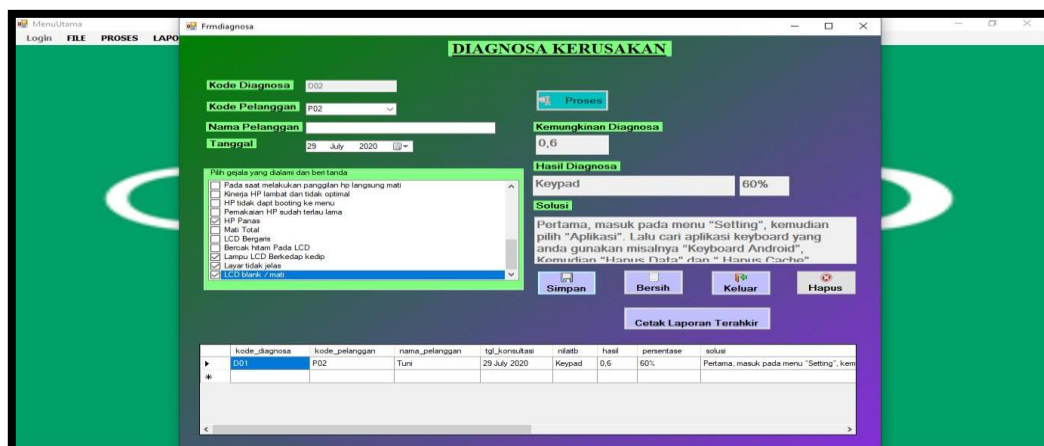 MenuUtama
Login FILE PROSES LAPO
Frmdiagnosa
DIAGNOSA KERUSAKAN
Kode Diagnosa D02
Kode Pelanggan P02
Nama Pelanggan
Tanggal 29 July 2020
Pilih gejala yang dialami dan beri tanda
Pada saat melakukan panggilan hp langsung mati
Kinerja HP lambat dan tidak optimal
HP tidak dapt booting ke menu
Pemakaian HP sudah terlau lama
HP Panas
Mati Total
LCD Bergaris
Bercak hitam Pada LCD
Lampu LCD Berkedap kedip
Layar tidak jelas
LCD blank / mati
Proses
Kemungkinan Diagnosa
0,6
Hasil Diagnosa
Keypad 60%
Solusi
Pertama, masuk pada menu "Setting", kemudian
pilih "Aplikasi". Lalu cari aplikasi keyboard yang
anda gunakan misalnya "Keyboard Android",
Kemudian "Hapus Data" dan " Hapus Cache"
Simpan Bersih Keluar Hapus
Cetak Laporan Terahkir
kode_diagnosa kode_pelanggan nama_pelanggan tgl_konsultasi nilaitb hasil persentase solusi
D01 P02 Tuni 29 July 2020 Keypad 0,6 60% Pertama, masuk pada menu "Setting", kem